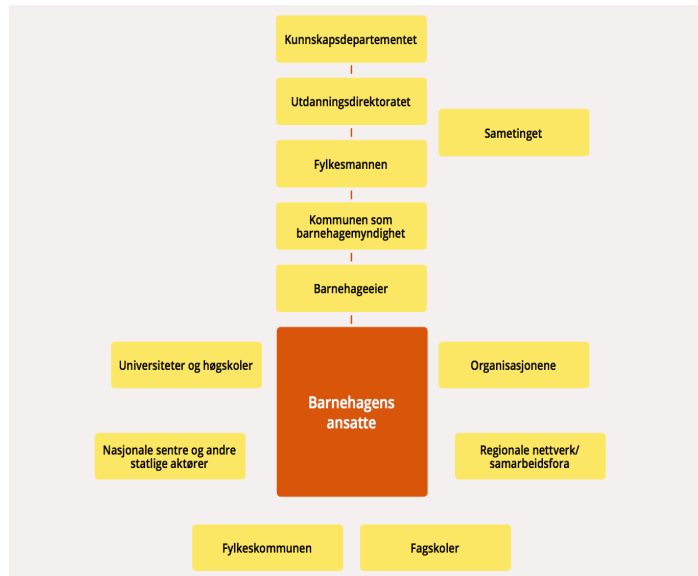 Kunnskapsdepartementet
Utdanningsdirektoratet
Sametinget
Fylkesmannen
Kommunen som
barnehagemyndighet
Barnehageeier
Universiteter og høgskoler
Barnehagens
ansatte
Organisasjonene
Nasjonale sentre og andre
statlige aktører
Regionale nettverk/
samarbeidsfora
Fylkeskommunen
Fagskoler